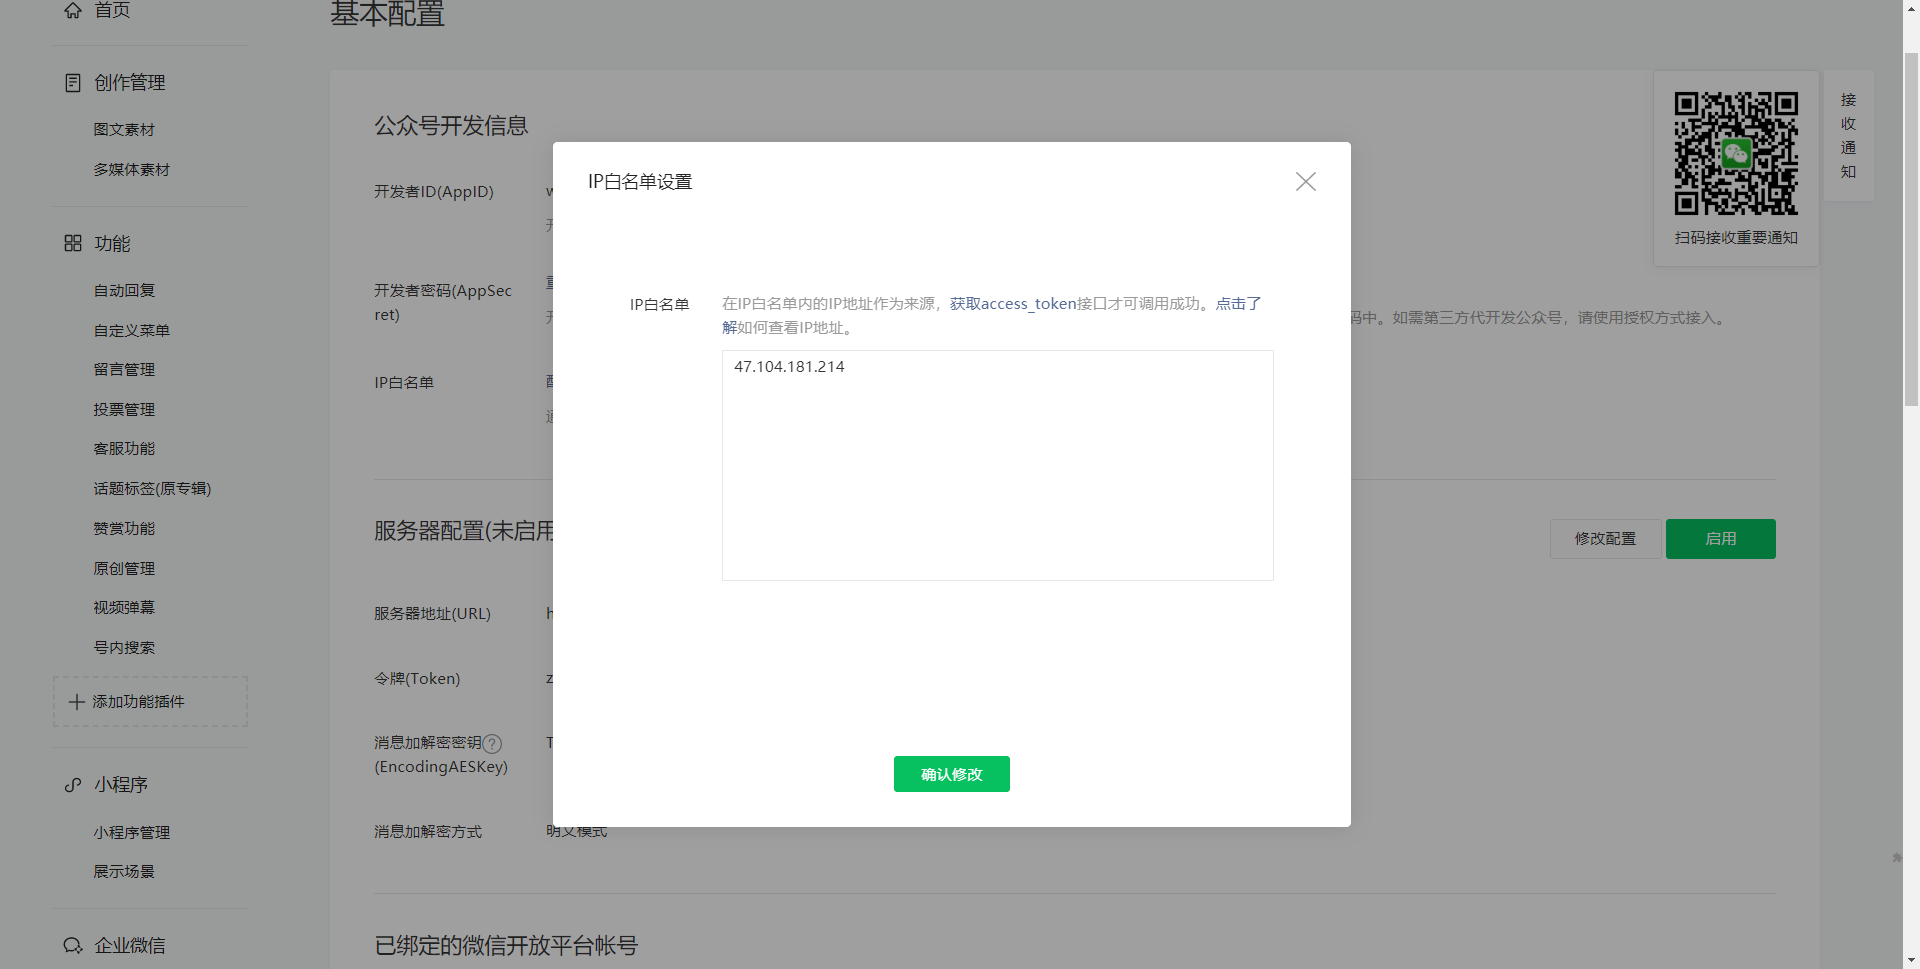 首页
创作管理
图文素材
多媒体素材
功能
自动回复
自定义菜单
留言管理
投票管理
客服功能
话题标签(原专辑)
赞赏功能
原创管理
视频弹幕
号内搜索
添加功能插件
小程序
小程序管理
展示场景
企业微信
基本配置
公众号开发信息
开发者ID(AppID)
开发者密码(AppSec
ret)
码中。如需第三方代开发公众号，请使用授权方式接入。
IP白名单
服务器配置(未启用
修改配置
启用
服务器地址(URL)
h
令牌(Token)
z
消息加解密密钥?
(EncodingAESKey)
T
消息加解密方式
明文模式
已绑定的微信开放平台帐号
IP白名单设置
IP白名单
在IP白名单内的IP地址作为来源，获取access_token接口才可调用成功。点击了
解如何查看IP地址。
47.104.181.214
确认修改
扫码接收重要通知
接
收
通
知